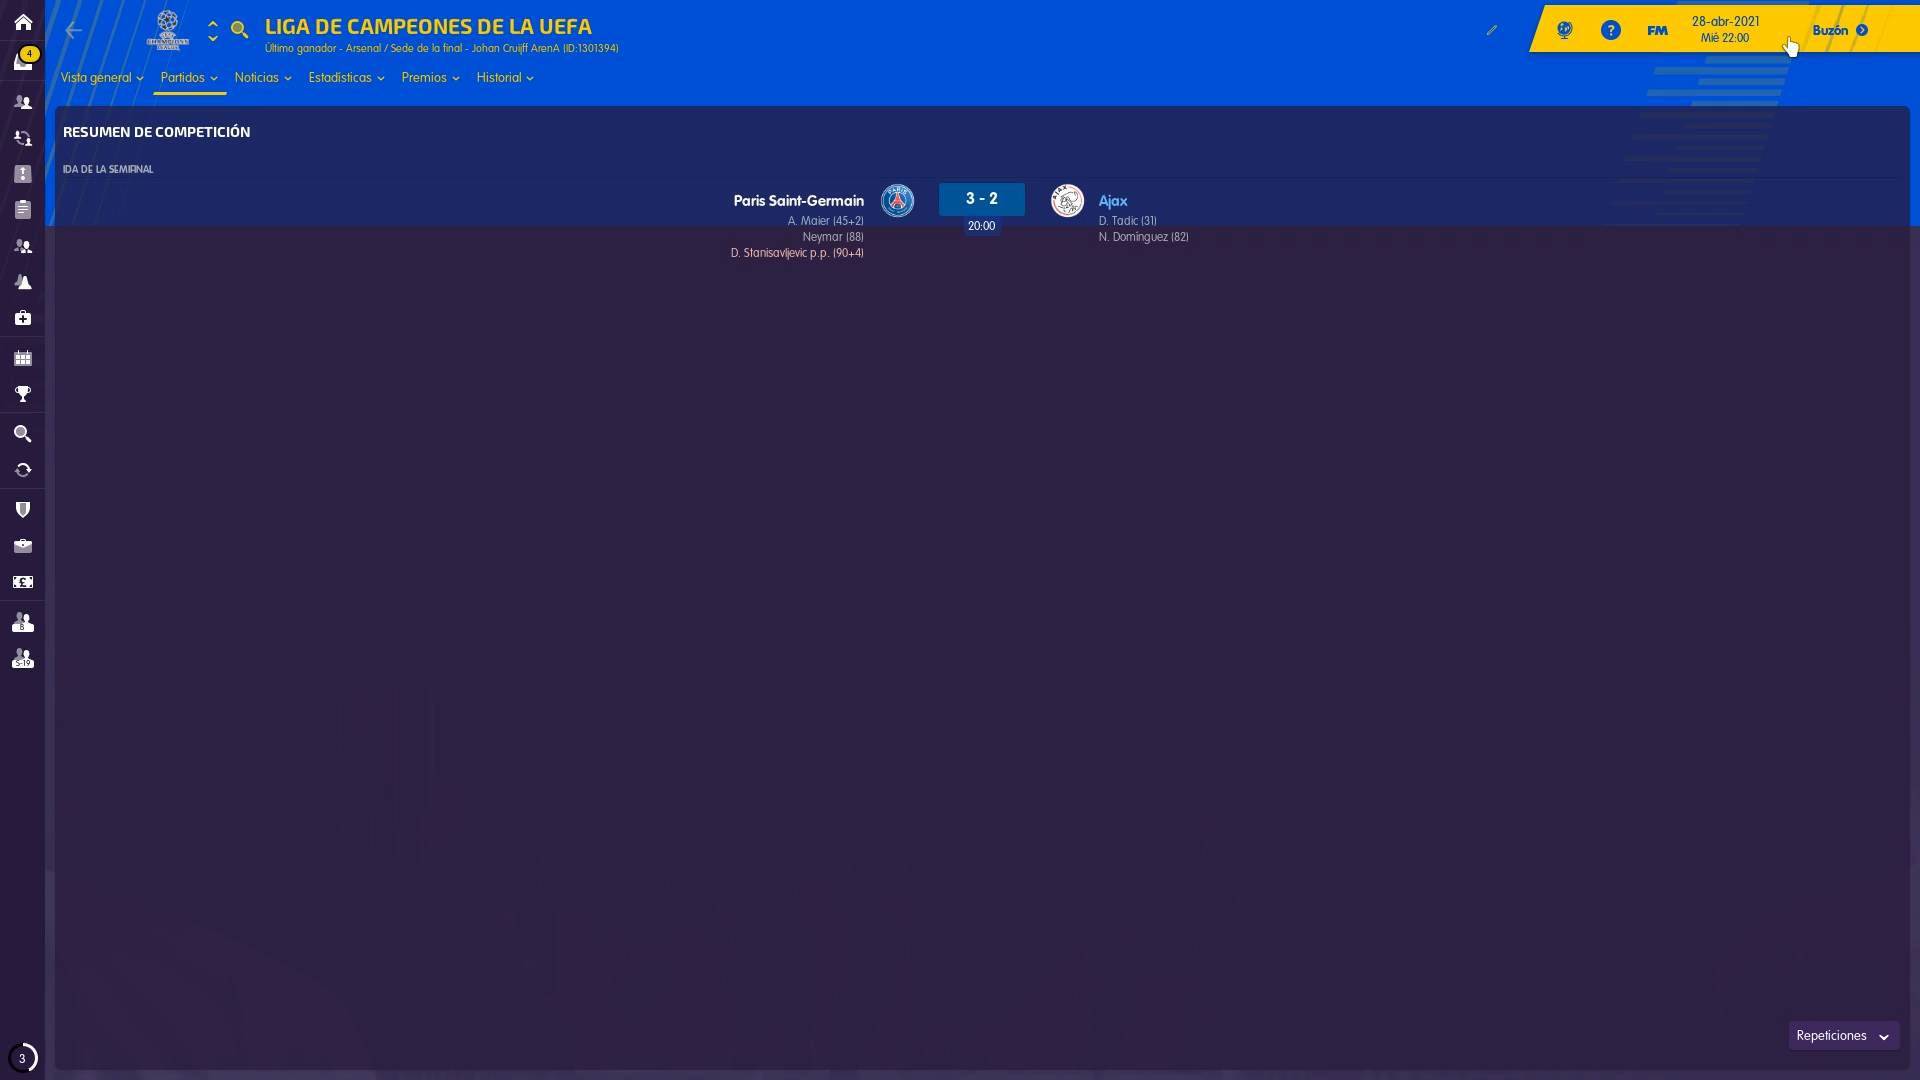 4
LIGA DE CAMPEONES DE LA UEFA
Último ganador - Arsenal / Sede de la final - Johan Cruijff ArenA (ID:1301394)
?
FM
28-abr-2021
Mié 22:00
Buzón
Vista general
Partidos
Noticias
Estadísticas
Premios
Historial
RESUMEN DE COMPETICIÓN
IDA DE LA SEMIFINAL
Paris Saint-Germain
3 - 2
Ajax
A. Maier (45+2)
20:00
D. Tadic (31)
Neymar (88)
N. Domínguez (82)
D. Stanisavljevic p.p. (90+4)
£
B
S-19
3
Repeticiones